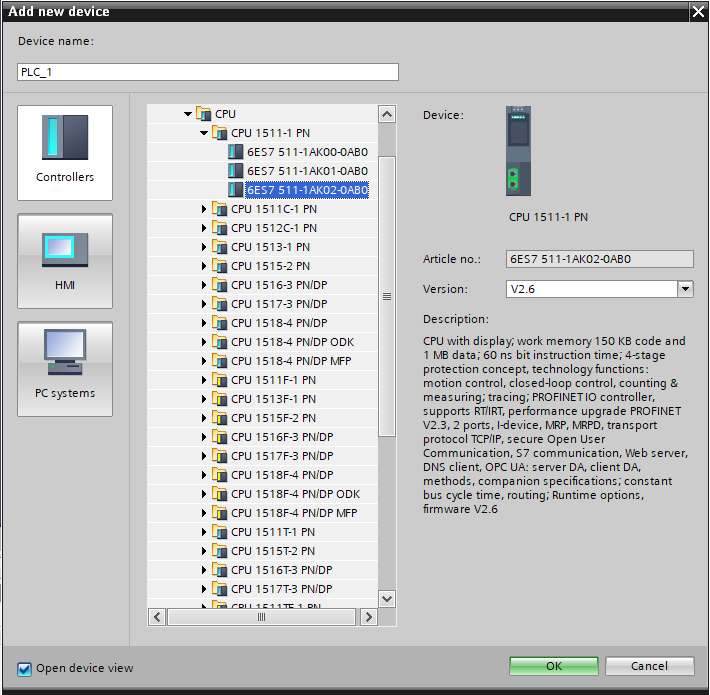 Add new device
Device name:
PLC_1
Controllers
HMI
PC systems
CPU
CPU 1511-1 PN
6ES7 511-1AK00-0AB0
6ES7 511-1AK01-0AB0
6ES7 511-1AK02-0AB0
CPU 1511C-1 PN
CPU 1512C-1 PN
CPU 1513-1 PN
CPU 1515-2 PN
CPU 1516-3 PN/DP
CPU 1517-3 PN/DP
CPU 1518-4 PN/DP
CPU 1518-4 PN/DP ODK
CPU 1518-4 PN/DP MFP
CPU 1511F-1 PN
CPU 1513F-1 PN
CPU 1515F-2 PN
CPU 1516F-3 PN/DP
CPU 1517F-3 PN/DP
CPU 1518F-4 PN/DP
CPU 1518F-4 PN/DP ODK
CPU 1518F-4 PN/DP MFP
CPU 1511T-1 PN
CPU 1515T-2 PN
CPU 1516T-3 PN/DP
CPU 1517T-3 PN/DP
CPU 1511TF-1 PN
Device:
CPU 1511-1 PN
Article no.:
6ES7 511-1AK02-0AB0
Version:
V2.6
Description:
CPU with display; work memory 150 KB code and
1 MB data; 60 ns bit instruction time; 4-stage
protection concept, technology functions:
motion control, closed-loop control, counting &
measuring; tracing; PROFINET IO controller,
supports RT/IRT, performance upgrade PROFINET
V2.3, 2 ports, I-device, MRP, MRPD, transport
protocol TCP/IP, secure Open User
Communication, S7 communication, Web server,
DNS client, OPC UA: server DA, client DA,
methods, companion specifications; constant
bus cycle time, routing; Runtime options,
firmware V2.6
Open device view
OK
Cancel